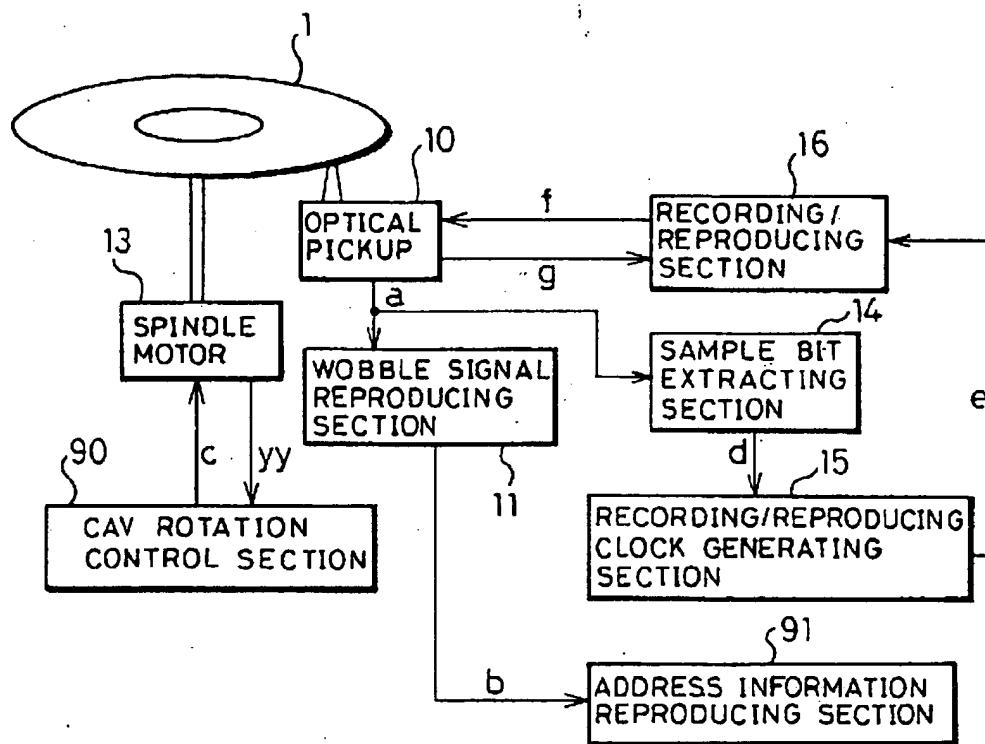 1
10
16
OPTICAL
PICKUP
f
g
RECORDING/
REPRODUCING
SECTION
13
SPINDLE
MOTOR
a
14
WOBBLE SIGNAL
REPRODUCING
SECTION
SAMPLE BIT
EXTRACTING
SECTION
e
c
yy
90
11
d
15
CAV ROTATION
CONTROL SECTION
RECORDING/REPRODUCING
CLOCK GENERATING
SECTION
91
b
ADDRESS INFORMATION
REPRODUCING SECTION